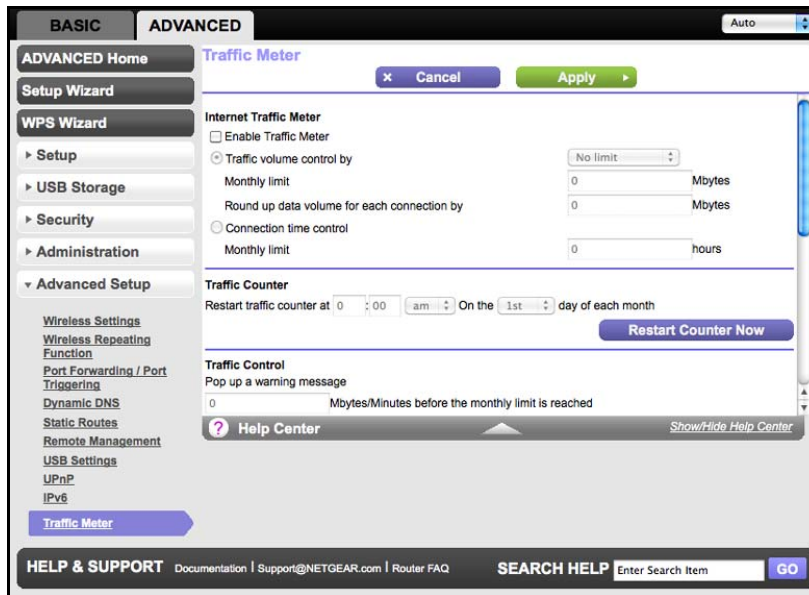 BASIC ADVANCED Auto
ADVANCED Home
Setup Wizard
WPS Wizard
Setup
USB Storage
Security
Administration
Advanced Setup
Wireless Settings
Wireless Repeating
Function
Port Forwarding / Port
Triggering
Dynamic DNS
Static Routes
Remote Management
USB Settings
UPnP
IPv6
Traffic Meter
Traffic Meter
Cancel Apply
Internet Traffic Meter
Enable Traffic Meter
Traffic volume control by No limit
Monthly limit 0 Mbytes
Round up data volume for each connection by 0 Mbytes
Connection time control
Monthly limit 0 hours
Traffic Counter
Restart traffic counter at 0 : 00 am On the 1st day of each month
Restart Counter Now
Traffic Control
Pop up a warning message
0 Mbytes/Minutes before the monthly limit is reached
? Help Center Show/Hide Help Center
HELP & SUPPORT Documentation | Support@NETGEAR.com | Router FAQ SEARCH HELP Enter Search Item GO